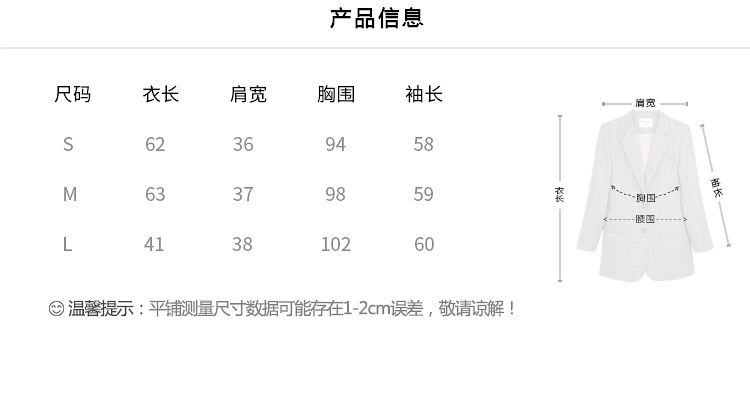 产品信息
尺码 衣长 肩宽 胸围 袖长
S 62 36 94 58
M 63 37 98 59
L 41 38 102 60
肩宽
衣长
袖长
胸围
腰围
温馨提示：平铺测量尺寸数据可能存在1-2cm误差，敬请谅解！